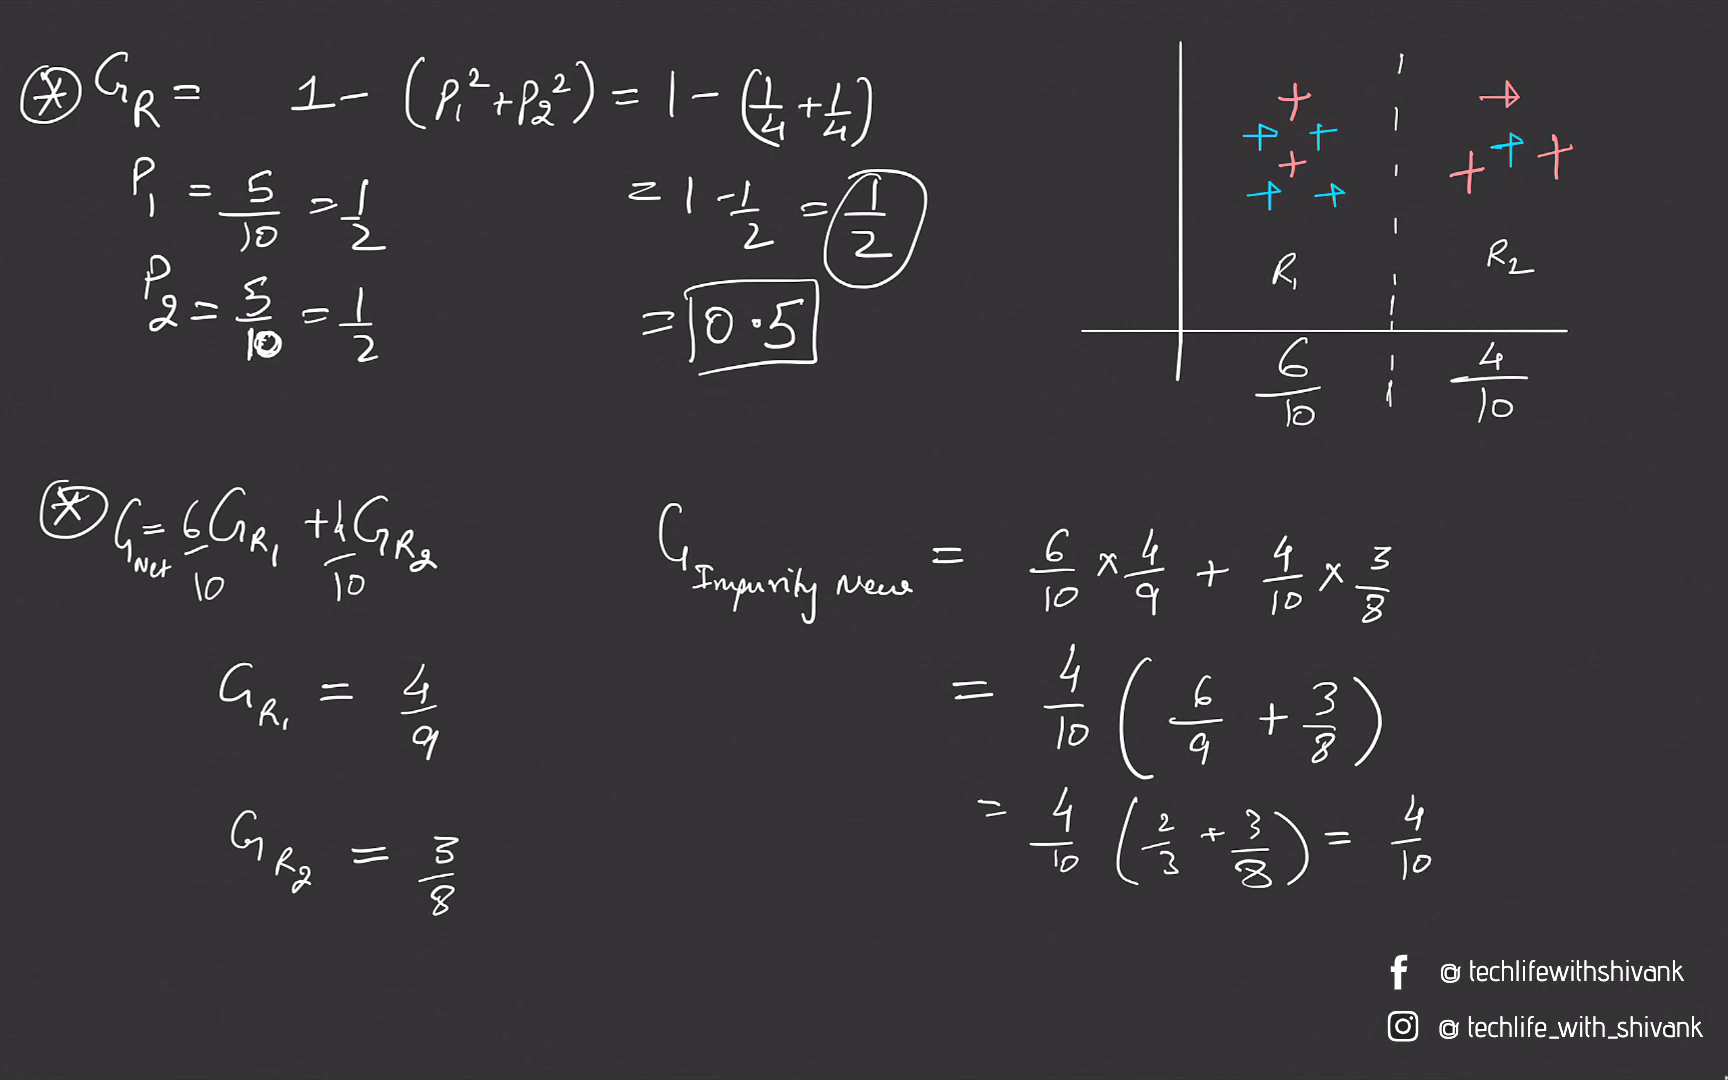 * G_R = 1 - (P₁² + P₂²) = 1 - (1/4 + 1/4)
P₁ = 5/10 = 1/2
= 1 - 1/2 = 1/2
P₂ = 5/10 = 1/2
= 0.5
R₁ R₂
6/10 4/10
* G_Net = 6/10 G_R₁ + 4/10 G_R₂
G_Impurity New = 6/10 × 4/9 + 4/10 × 3/8
G_R₁ = 4/9
= 4/10 (6/9 + 3/8)
G_R₂ = 3/8
= 4/10 (2/3 + 3/8) = 4/10
@ techlifewithshivank
@ techlife_with_shivank